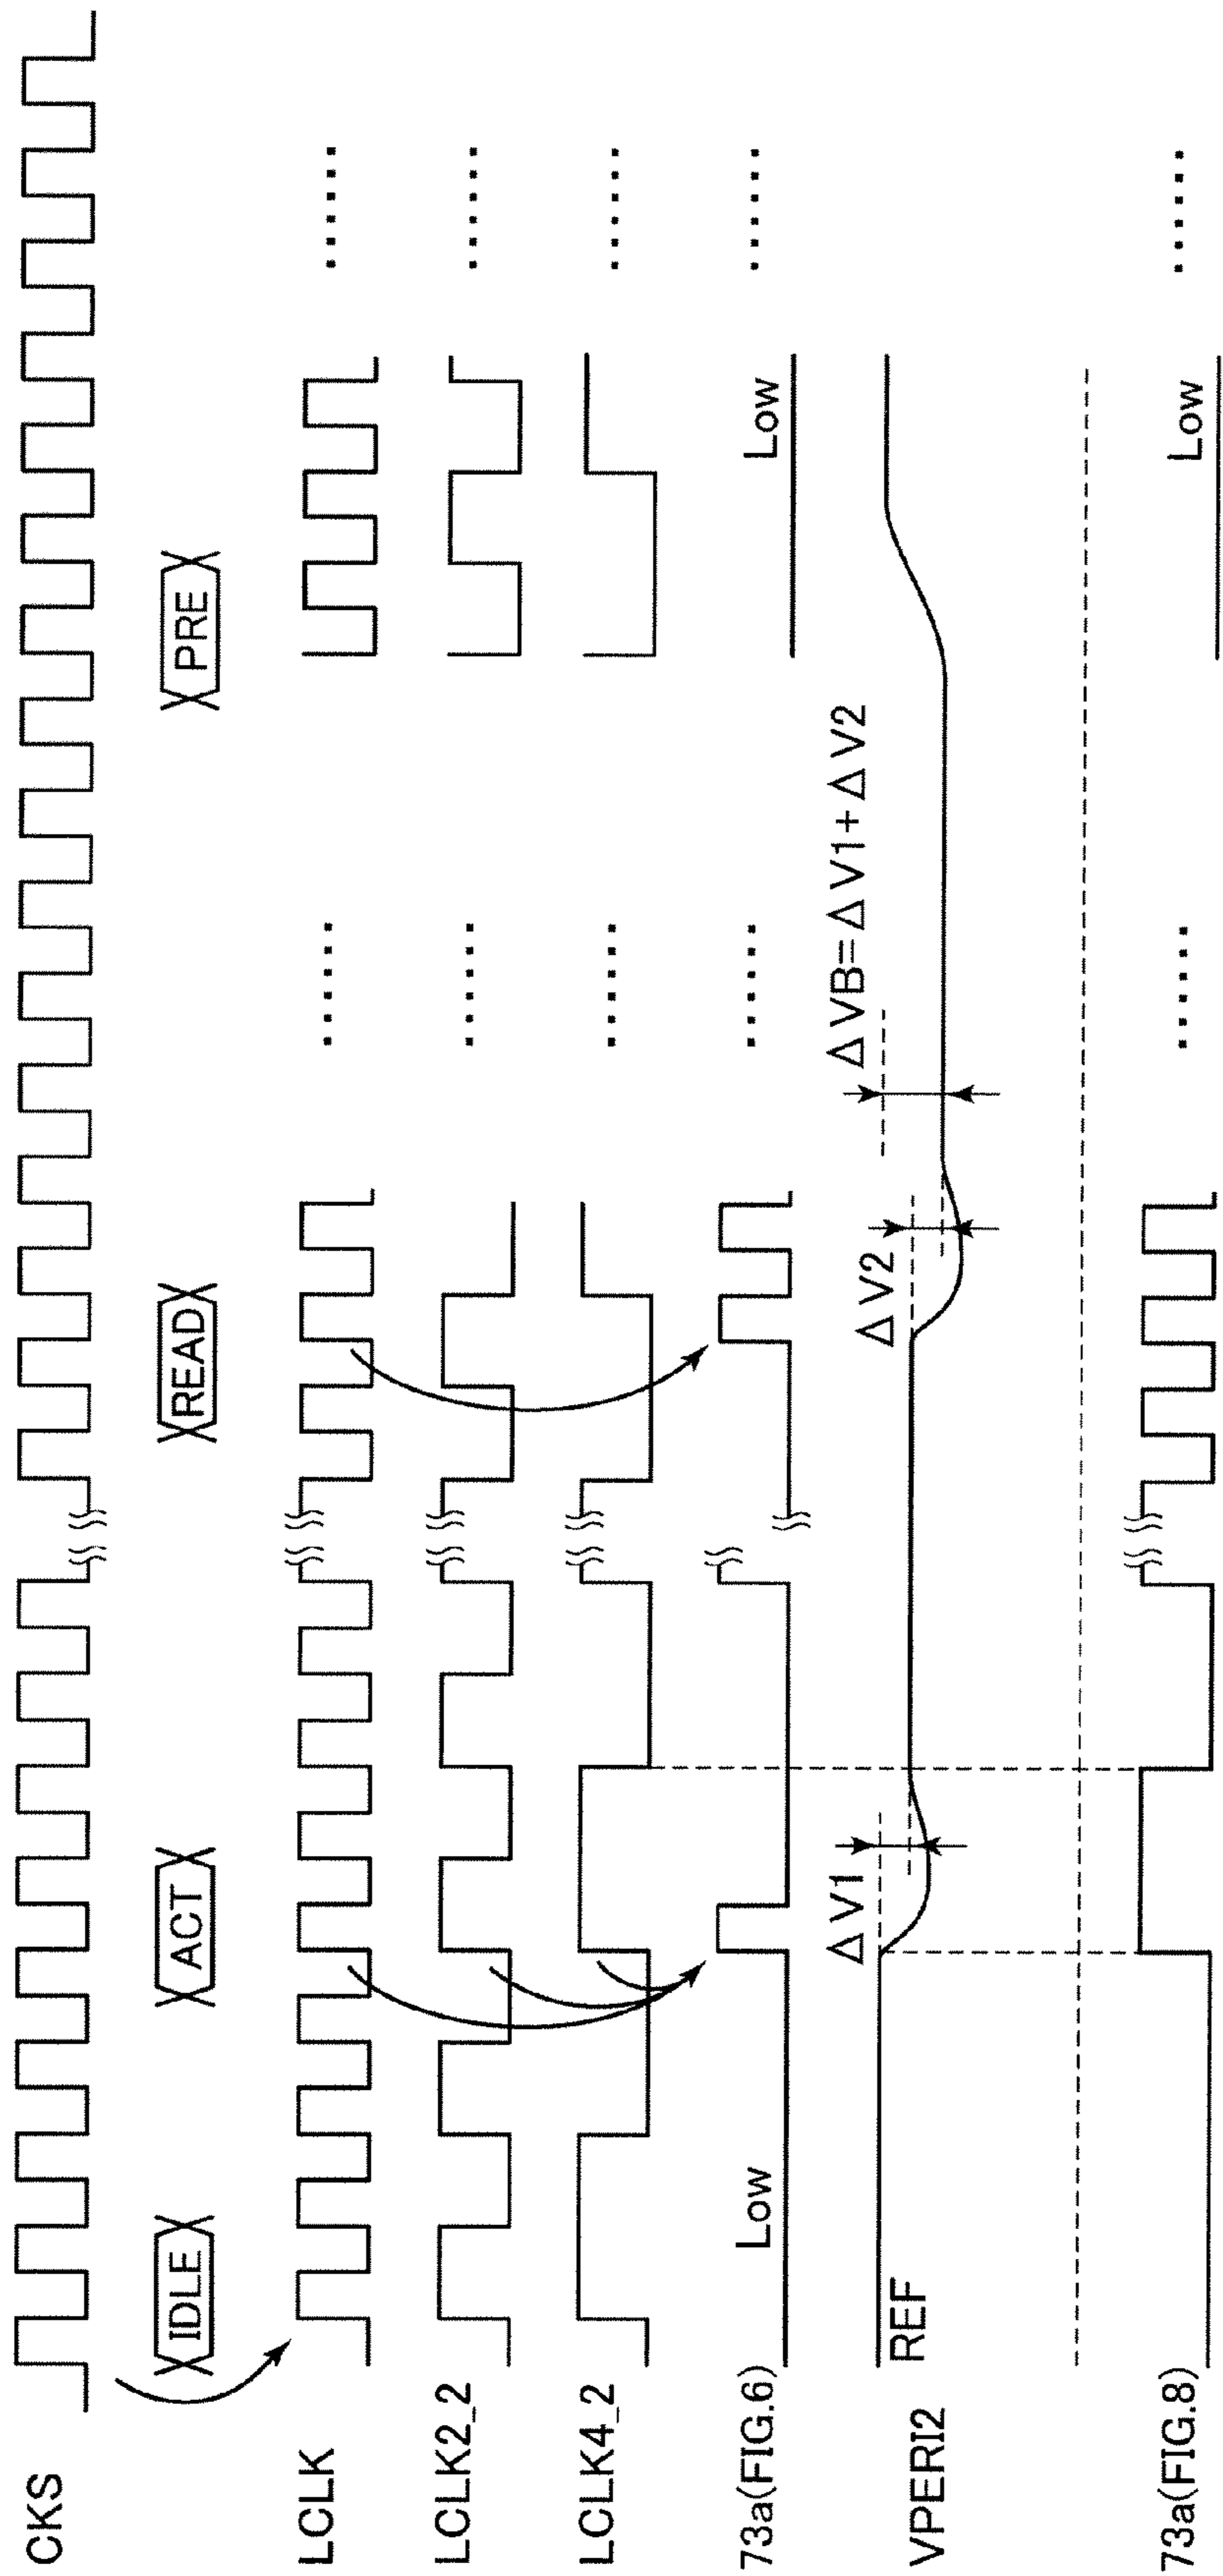 CKS
IDLE
ACT
READ
PRE
LCLK
LCLK2_2
LCLK4_2
73a(FIG.6)
Low
Low
VPERI2
REF
ΔV1
ΔV2
ΔVB=ΔV1+ΔV2
73a(FIG.8)
Low